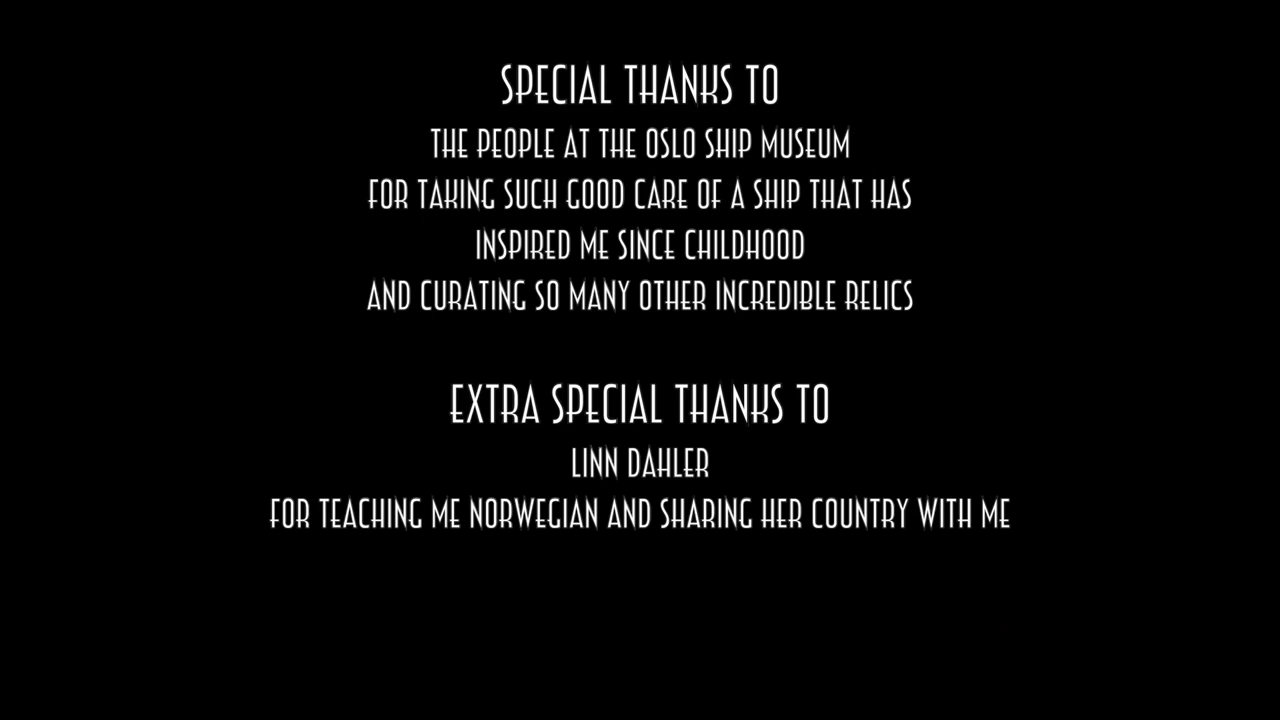 SPECIAL THANKS TO
THE PEOPLE AT THE OSLO SHIP MUSEUM
FOR TAKING SUCH GOOD CARE OF A SHIP THAT HAS
INSPIRED ME SINCE CHILDHOOD
AND CURATING SO MANY OTHER INCREDIBLE RELICS
EXTRA SPECIAL THANKS TO
LINN DAHLER
FOR TEACHING ME NORWEGIAN AND SHARING HER COUNTRY WITH ME